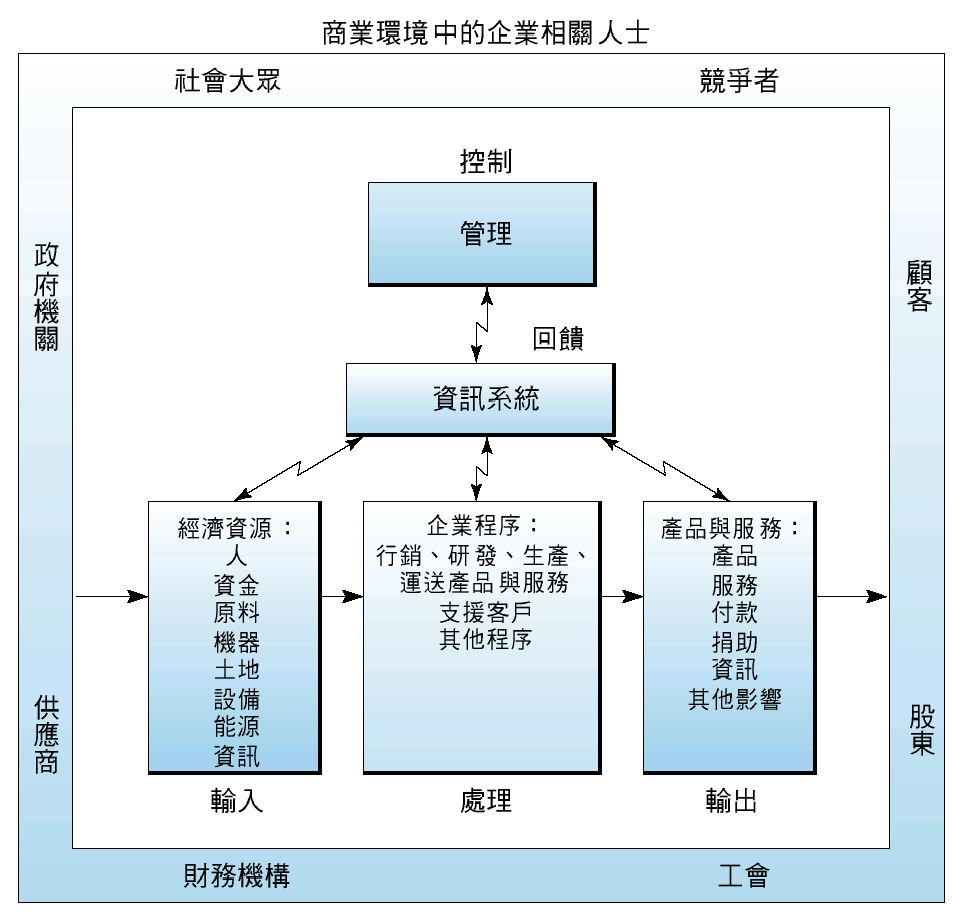 商業環境中的企業相關人士
社會大眾
競爭者
控制
管理
政府機關
顧客
回饋
資訊系統
經濟資源：
人
資金
原料
機器
土地
設備
能源
資訊
企業程序：
行銷、研發、生產、
運送產品與服務
支援客戶
其他程序
產品與服務：
產品
服務
付款
捐助
資訊
其他影響
供應商
股東
輸入
處理
輸出
財務機構
工會